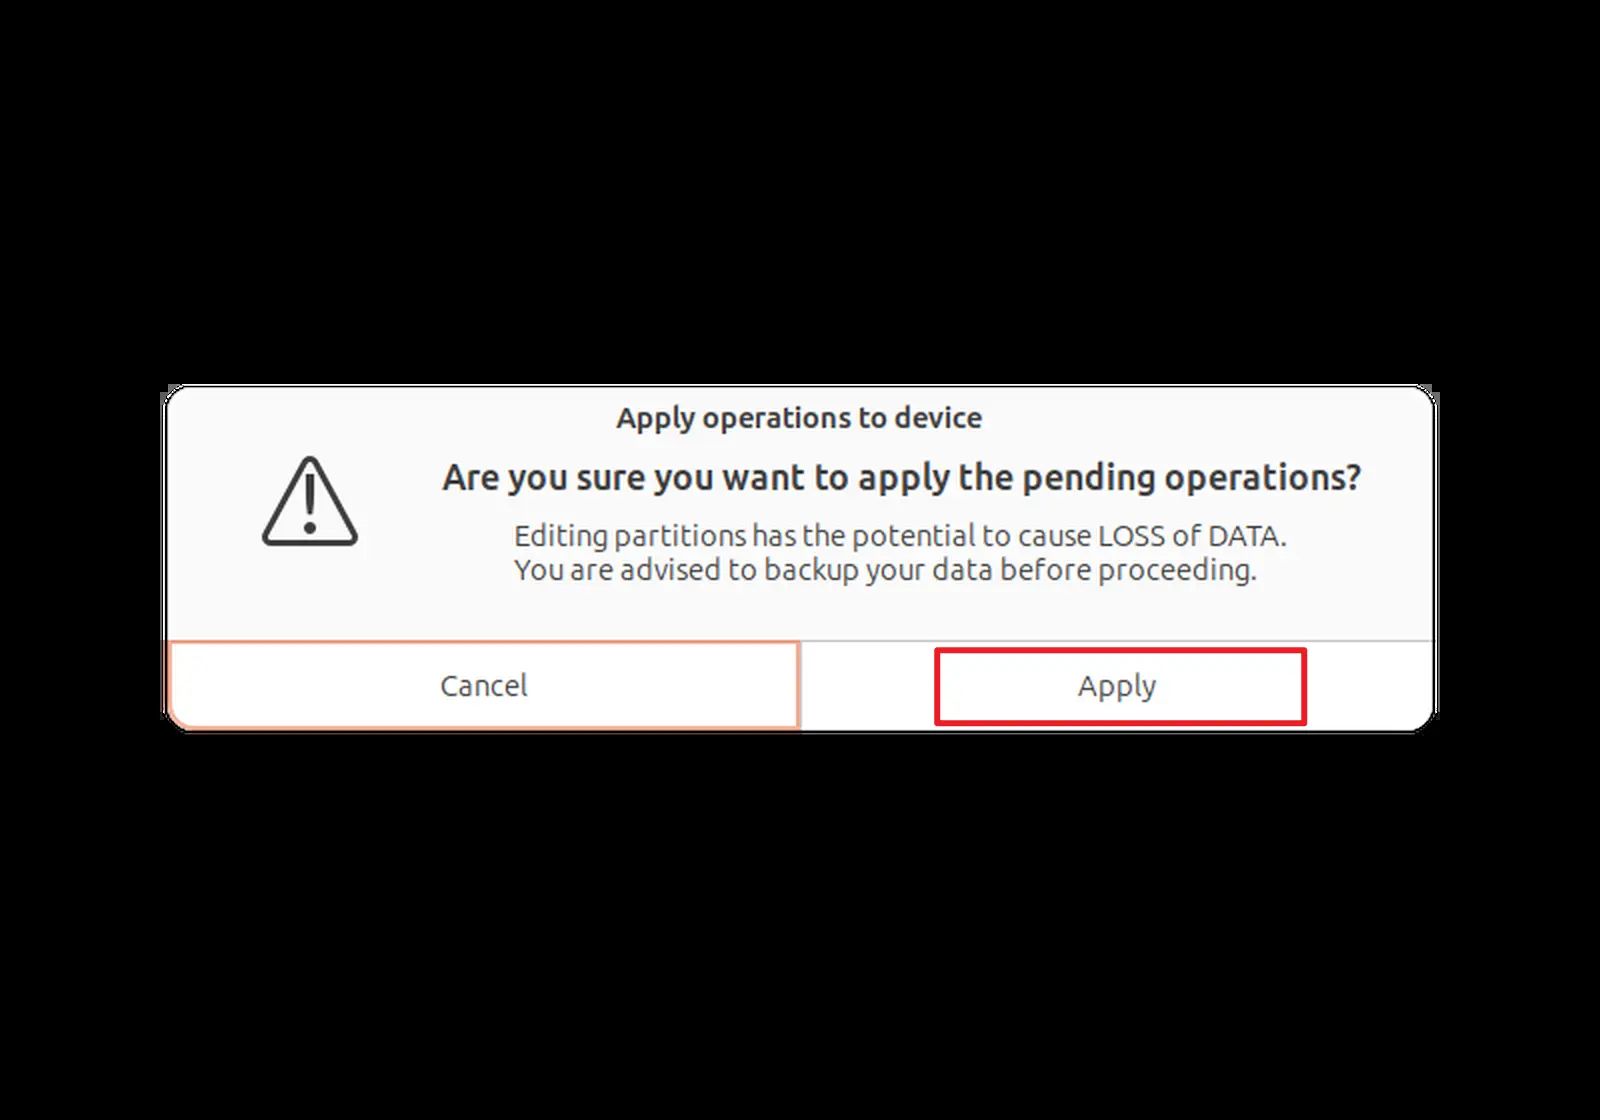 Apply operations to device
Are you sure you want to apply the pending operations?
Editing partitions has the potential to cause LOSS of DATA.
You are advised to backup your data before proceeding.
Cancel
Apply